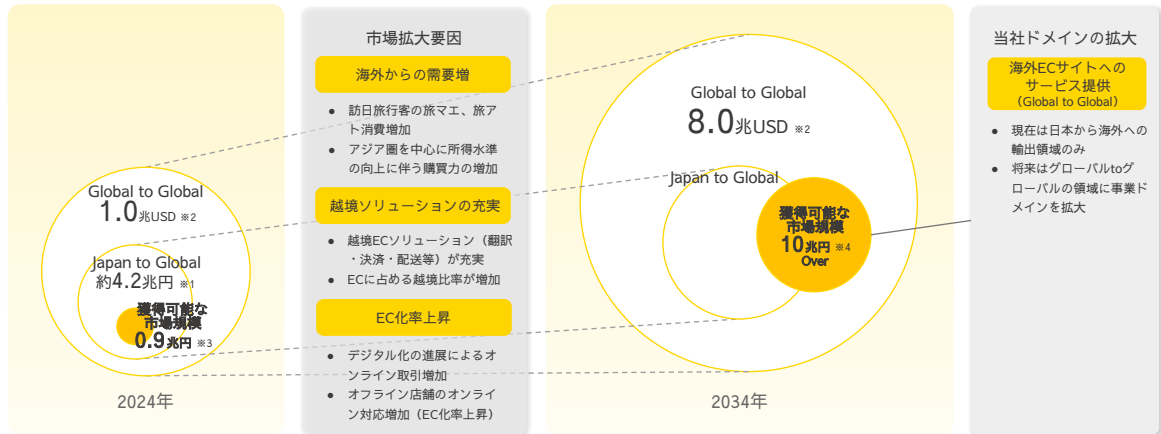 Global to Global
1.0兆USD ※2
Japan to Global
約4.2兆円 ※1
獲得可能な
市場規模
0.9兆円 ※3
2024年
市場拡大要因
海外からの需要増
● 訪日旅行客の旅マエ、旅ア
ト消費増加
● アジア圏を中心に所得水準
の向上に伴う購買力の増加
越境ソリューションの充実
● 越境ECソリューション（翻訳
・決済・配送等）が充実
● ECに占める越境比率が増加
EC化率上昇
● デジタル化の進展によるオ
ンライン取引増加
● オフライン店舗のオンライ
ン対応増加（EC化率上昇）
Global to Global
8.0兆USD ※2
Japan to Global
獲得可能な
市場規模
10兆円 ※4
Over
2034年
当社ドメインの拡大
海外ECサイトへの
サービス提供
（Global to Global）
● 現在は日本から海外への
輸出領域のみ
● 将来はグローバルtoグ
ローバルの領域に事業ド
メインを拡大